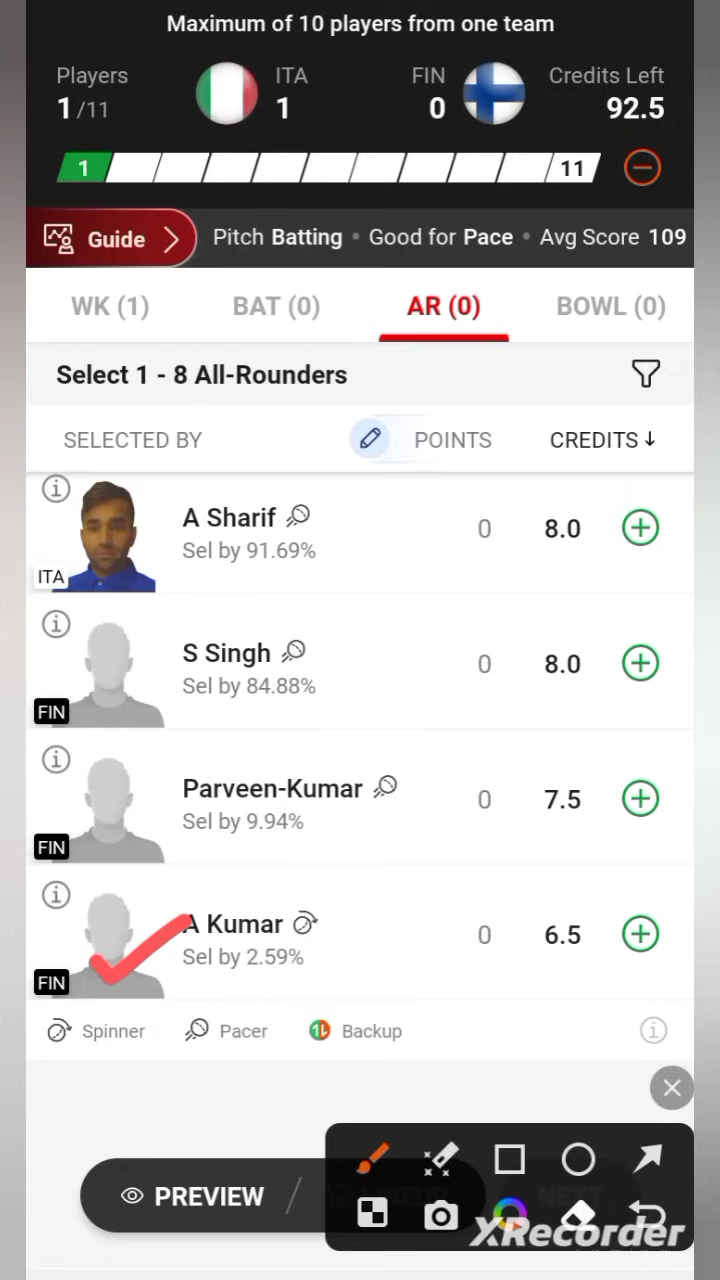 Maximum of 10 players from one team
Players ITA FIN Credits Left
1/11 1 0 92.5
1 11
Guide Pitch Batting • Good for Pace • Avg Score 109
WK (1) BAT (0) AR (0) BOWL (0)
Select 1 - 8 All-Rounders
SELECTED BY POINTS CREDITS ↓
A Sharif 0 8.0
Sel by 91.69%
ITA
S Singh 0 8.0
Sel by 84.88%
FIN
Parveen-Kumar 0 7.5
Sel by 9.94%
FIN
A Kumar 0 6.5
Sel by 2.59%
FIN
Spinner Pacer Backup
PREVIEW
XRecorder